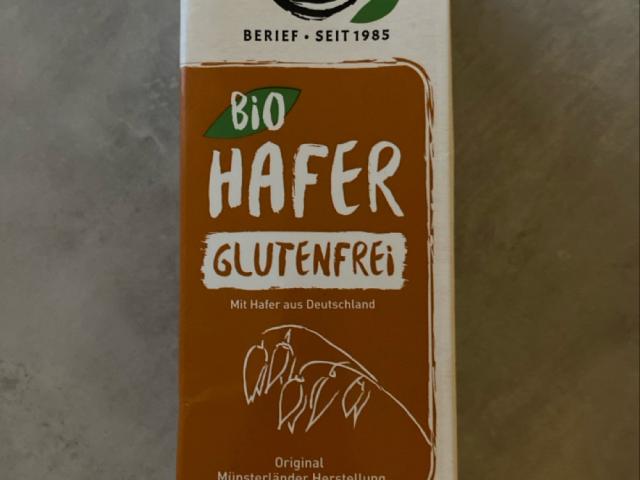 BERIEF • SEIT 1985
BiO
HAFER
GLUTENFREi
Mit Hafer aus Deutschland
Original
Münsterländer Herstellung